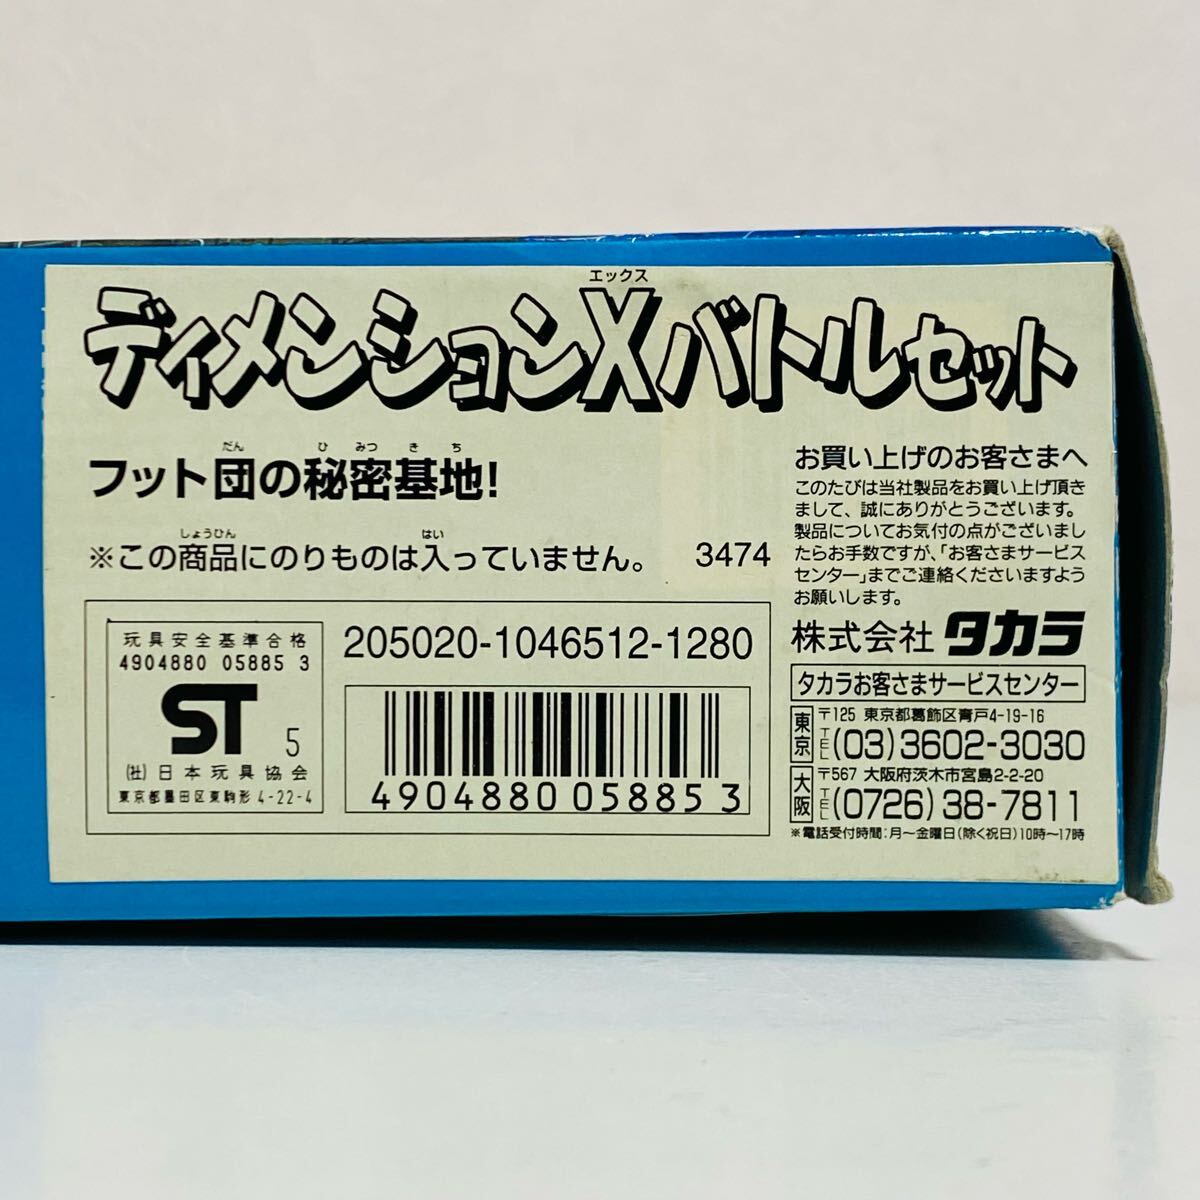 エックス
ディメンションXバトルセット
だん ひ みつ き ち
フット団の秘密基地!
しょうひん はい
※この商品にのりものは入っていません。 3474
玩具安全基準合格
4904880 05885 3
ST 5
(社)日本玩具協会
東京都墨田区東駒形 4-22-4
205020-1046512-1280
4904880 058853
お買い上げのお客さまへ
このたびは当社製品をお買い上げ頂き
まして、誠にありがとうございます。
製品についてお気付の点がございまし
たらお手数ですが、「お客さまサービス
センター」までご連絡くださいますよう
お願いします。
株式会社 タカラ
タカラお客さまサービスセンター
東京 〒125 東京都葛飾区青戸4-19-16
TEL(03)3602-3030
大阪 〒567 大阪府茨木市宮島2-2-20
TEL(0726)38-7811
※電話受付時間:月〜金曜日(除く祝日)10時〜17時